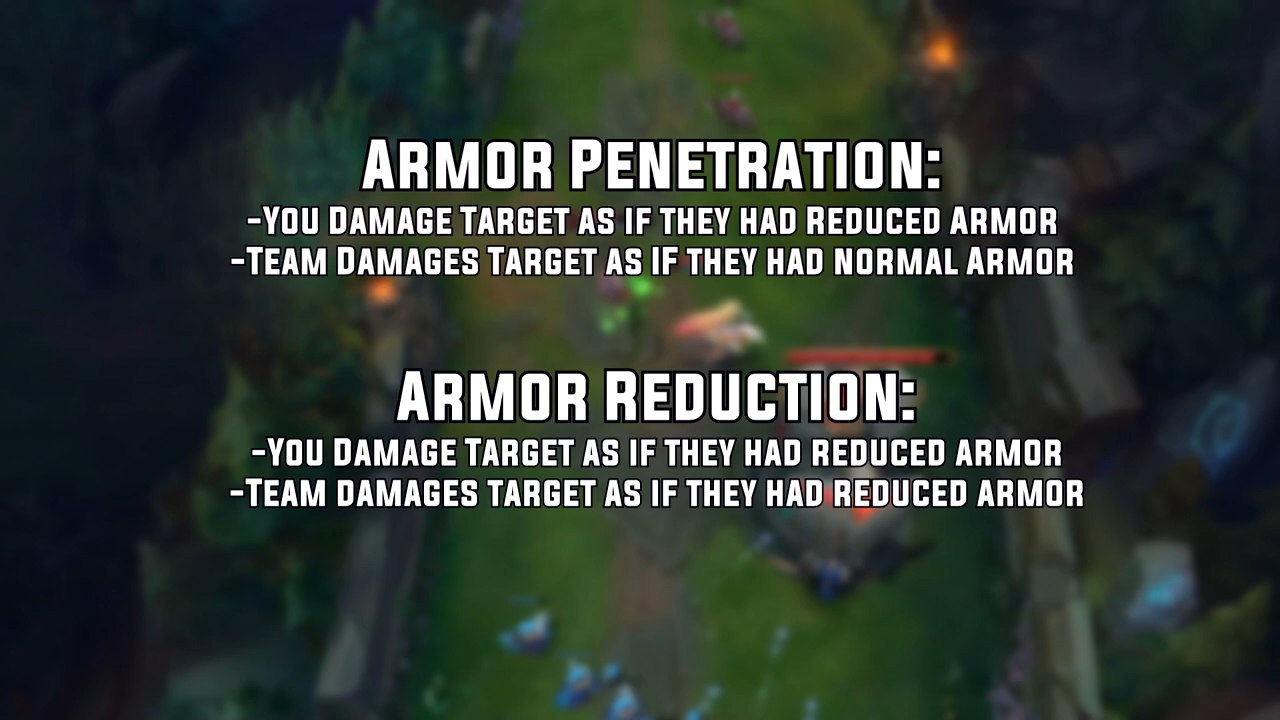 Armor Penetration:
-You Damage Target as if they had Reduced Armor
-Team Damages Target as if they had normal Armor
Armor Reduction:
-You Damage Target as if they had reduced armor
-Team damages target as if they had reduced armor